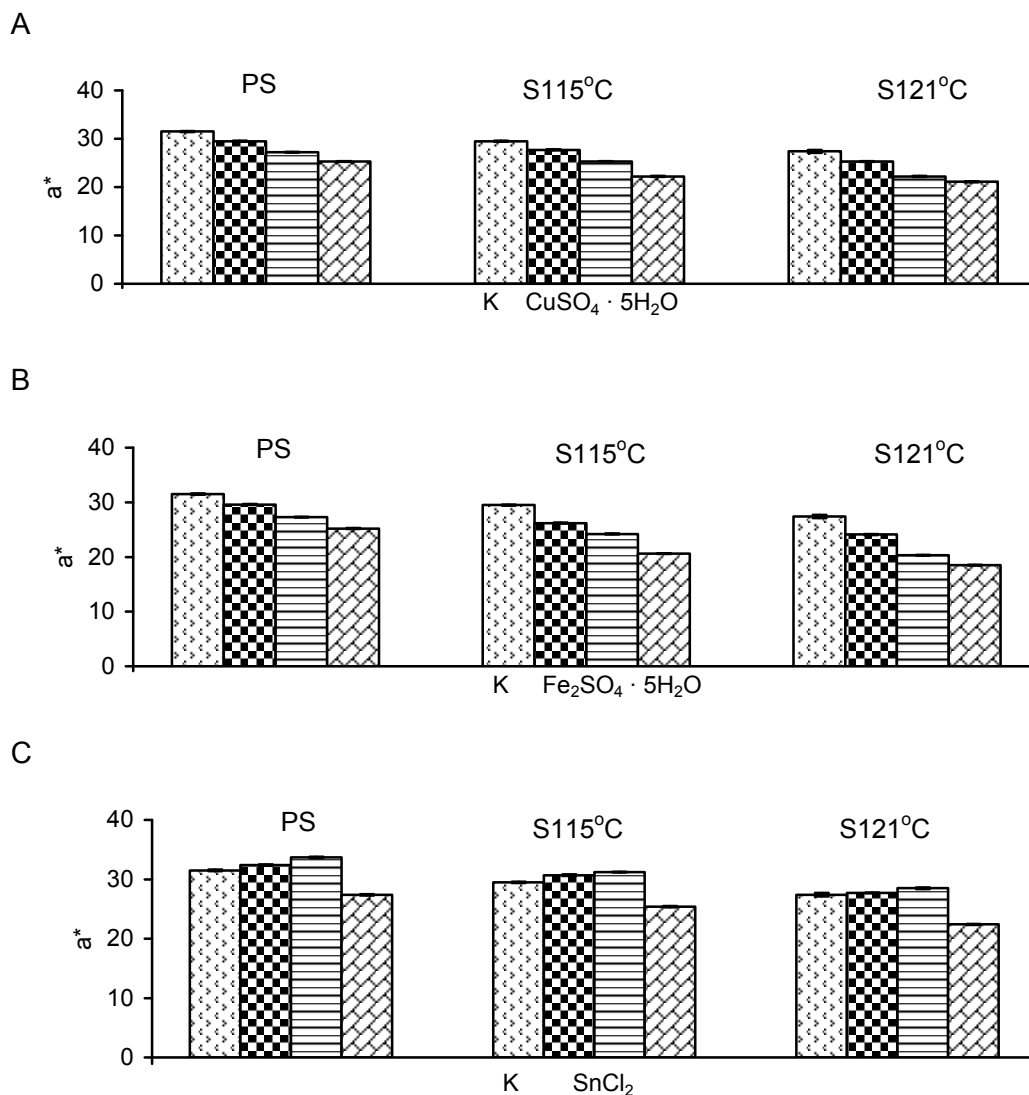 A
PS S115°C S121°C
40
30
20
10
0
a*
K CuSO₄ · 5H₂O
B
PS S115°C S121°C
40
30
20
10
0
a*
K Fe₂SO₄ · 5H₂O
C
PS S115°C S121°C
40
30
20
10
0
a*
K SnCl₂